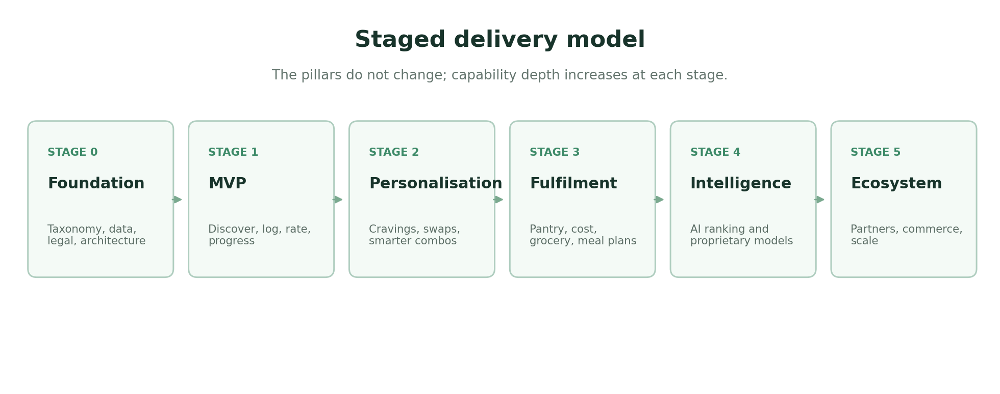 Staged delivery model
The pillars do not change; capability depth increases at each stage.
STAGE 0
Foundation
Taxonomy, data,
legal, architecture
STAGE 1
MVP
Discover, log, rate,
progress
STAGE 2
Personalisation
Cravings, swaps,
smarter combos
STAGE 3
Fulfilment
Pantry, cost,
grocery, meal plans
STAGE 4
Intelligence
AI ranking and
proprietary models
STAGE 5
Ecosystem
Partners, commerce,
scale